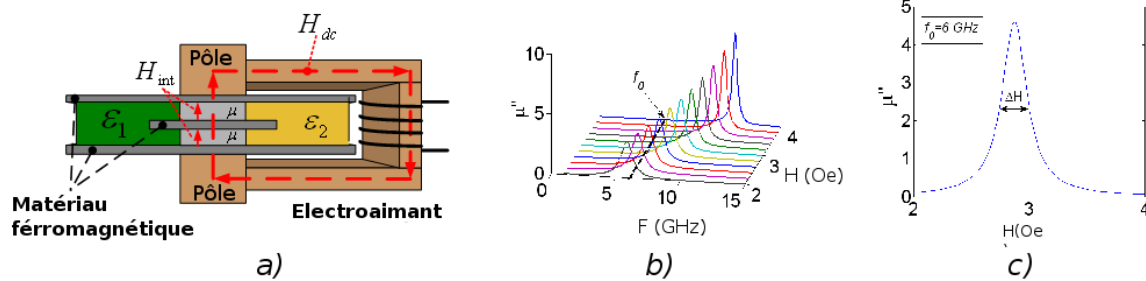 Pôle
H_dc
H_int
ε₁
μ
μ
ε₂
Pôle
Matériau
férromagnétique
Electroaimant
a)
10
5
0
μ''
f₀
0
5
10
15
2
3
4
H (Oe)
F (GHz)
b)
5
4
3
2
1
0
μ''
f₀=6 GHz
ΔH
2
3
4
H(Oe
)
c)